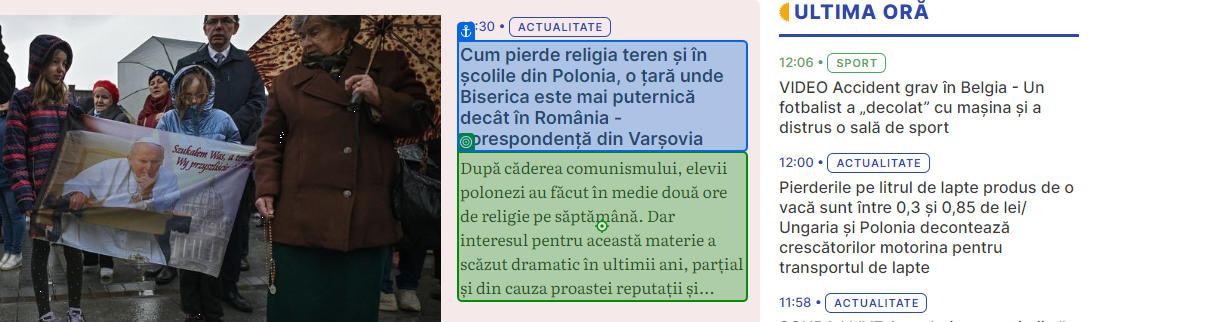 :30 • ACTUALITATE
Cum pierde religia teren și în
școlile din Polonia, o țară unde
Biserica este mai puternică
decât în România -
orespondență din Varșovia
După căderea comunismului, elevii
polonezi au făcut în medie două ore
de religie pe săptămână. Dar
interesul pentru această materie a
scăzut dramatic în ultimii ani, parțial
și din cauza proastei reputații și...
Szukałem Was, a teraz
Wy przyszliście
ULTIMA ORĂ
12:06 • SPORT
VIDEO Accident grav în Belgia - Un
fotbalist a „decolat” cu mașina și a
distrus o sală de sport
12:00 • ACTUALITATE
Pierderile pe litrul de lapte produs de o
vacă sunt între 0,3 și 0,85 de lei/
Ungaria și Polonia decontează
crescătorilor motorina pentru
transportul de lapte
11:58 • ACTUALITATE